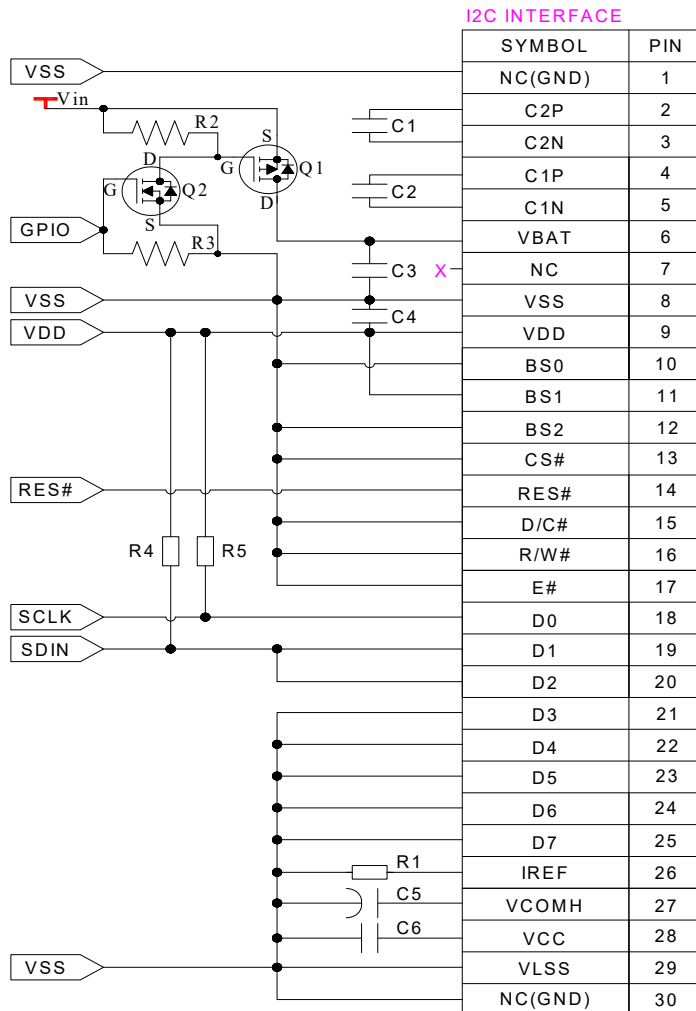 I2C INTERFACE
SYMBOL PIN
VSS NC(GND) 1
Vin C2P 2
R2 C1
S C2N 3
D G Q1 C1P 4
G Q2 C2
D C1N 5
GPIO S R3 VBAT 6
C3 X NC 7
VSS VSS 8
C4
VDD VDD 9
BS0 10
BS1 11
BS2 12
CS# 13
RES# RES# 14
D/C# 15
R4 R5 R/W# 16
E# 17
SCLK D0 18
SDIN D1 19
D2 20
D3 21
D4 22
D5 23
D6 24
D7 25
R1 IREF 26
C5 VCOMH 27
C6 VCC 28
VSS VLSS 29
NC(GND) 30